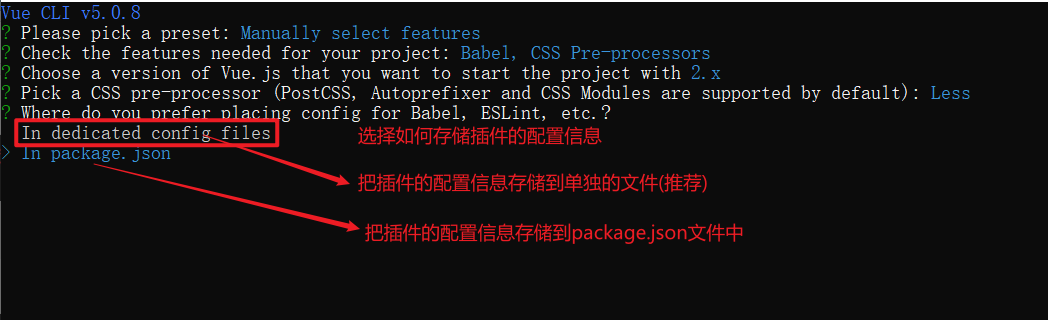 Vue CLI v5.0.8
? Please pick a preset: Manually select features
? Check the features needed for your project: Babel, CSS Pre-processors
? Choose a version of Vue.js that you want to start the project with 2.x
? Pick a CSS pre-processor (PostCSS, Autoprefixer and CSS Modules are supported by default): Less
? Where do you prefer placing config for Babel, ESLint, etc.?
In dedicated config files
选择如何存储插件的配置信息
> In package.json
把插件的配置信息存储到单独的文件(推荐)
把插件的配置信息存储到package.json文件中